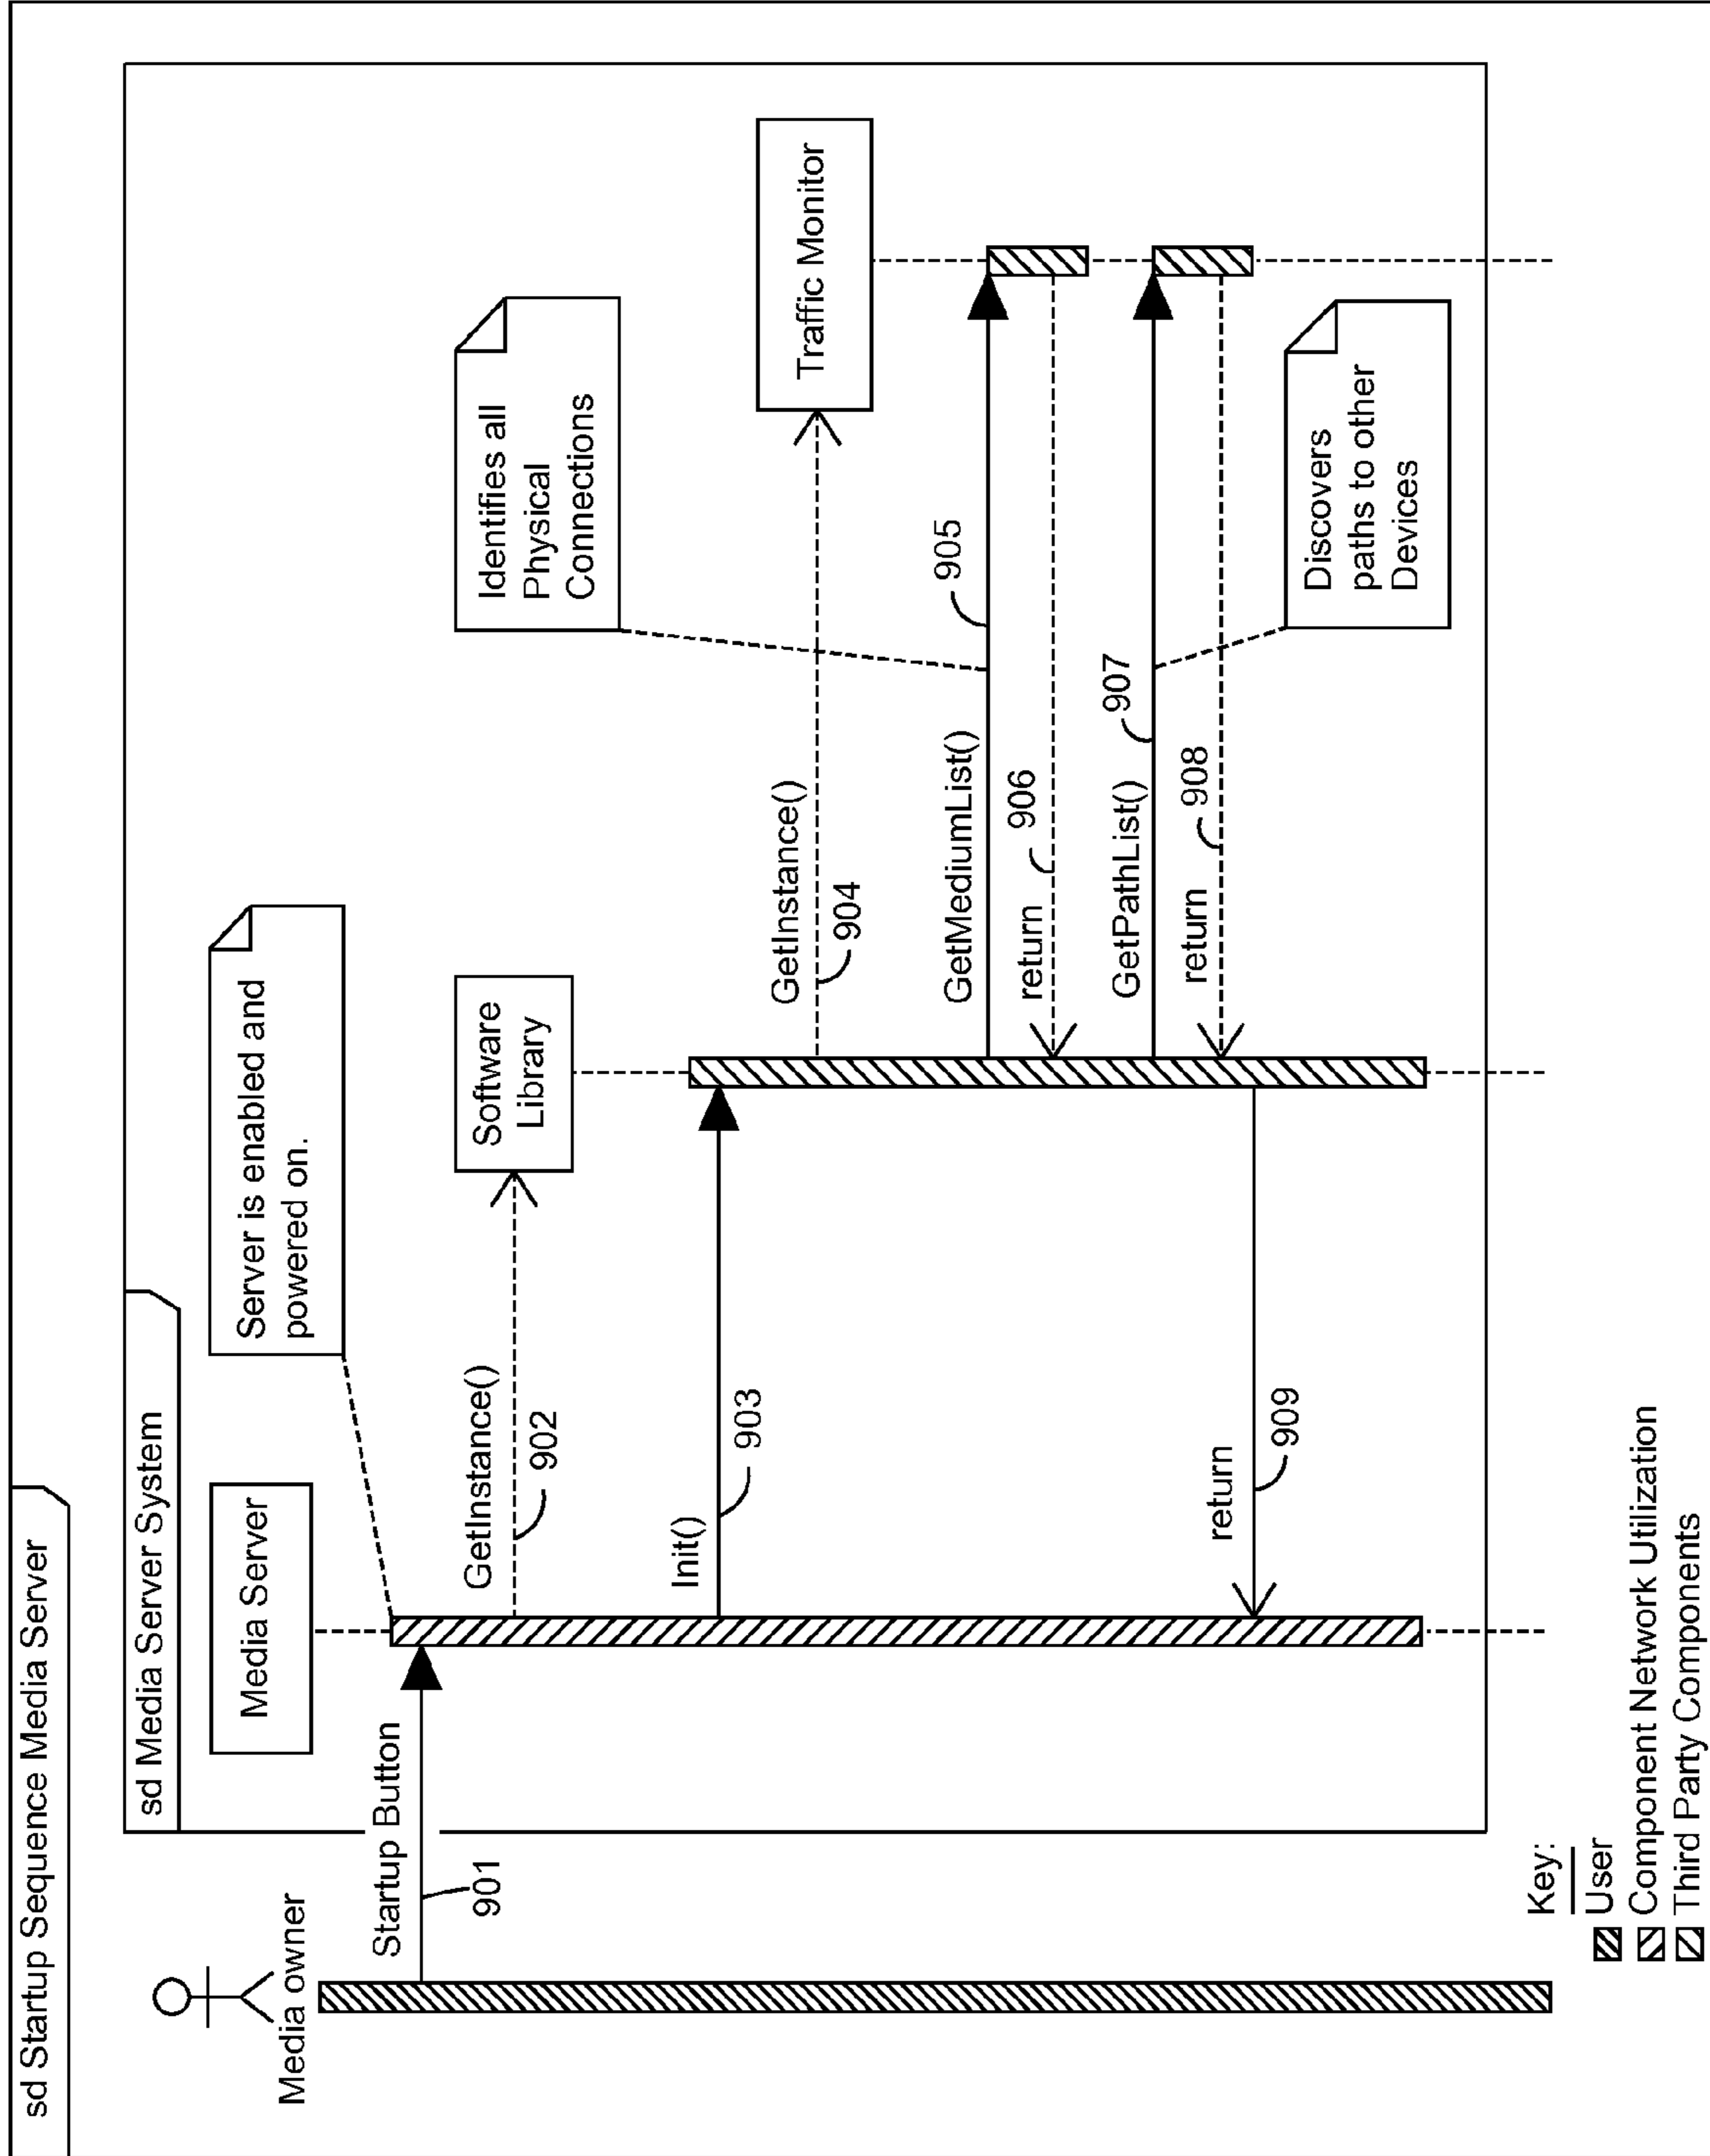 sd Startup Sequence Media Server
sd Media Server System
Media owner
Media Server
Server is enabled and
powered on.
Startup Button
901
GetInstance()
902
Software
Library
Init()
903
GetInstance()
904
Traffic Monitor
Identifies all
Physical
Connections
GetMediumList()
905
return
906
GetPathList()
907
return
908
Discovers
paths to other
Devices
return
909
Key:
User
Component Network Utilization
Third Party Components